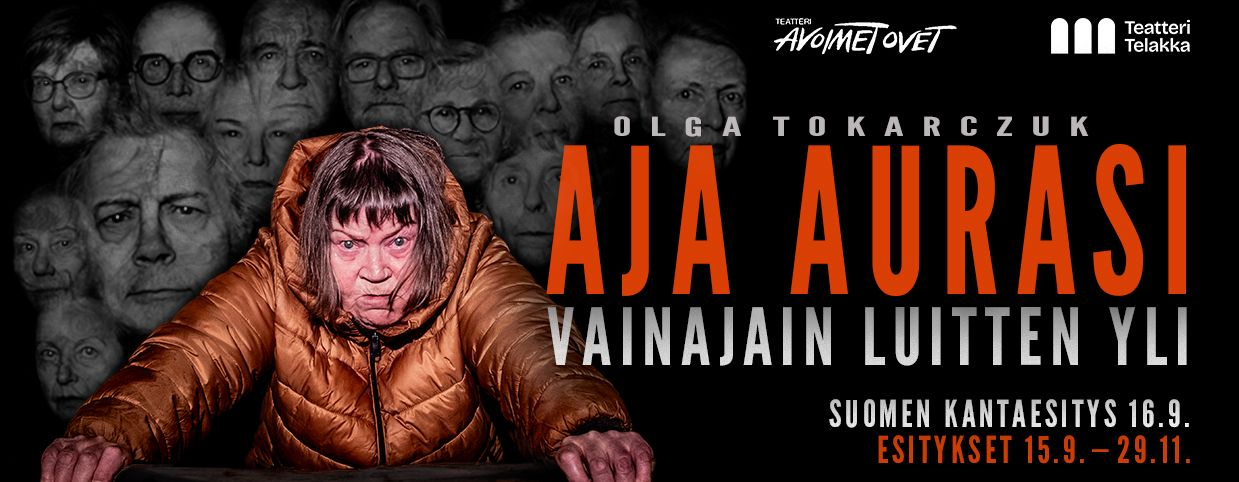 TEATTERI
AVOIMET OVET
Teatteri
Telakka
OLGA TOKARCZUK
AJA AURASI
VAINAJAIN LUITTEN YLI
SUOMEN KANTAESITYS 16.9.
ESITYKSET 15.9.–29.11.